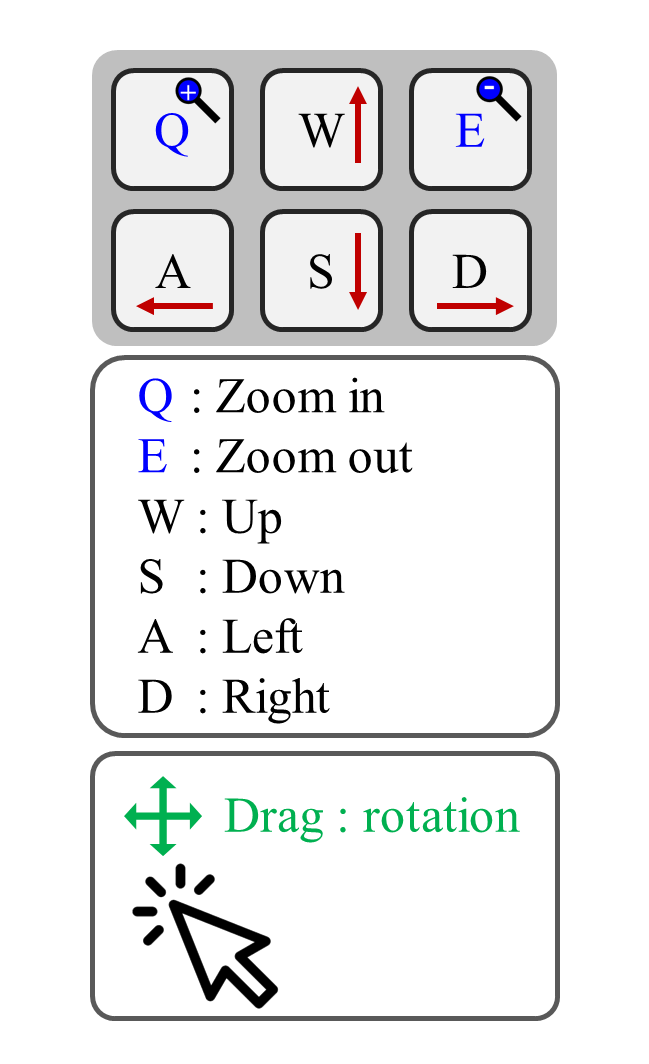 Q W E
A S D
Q : Zoom in
E : Zoom out
W : Up
S : Down
A : Left
D : Right
Drag : rotation